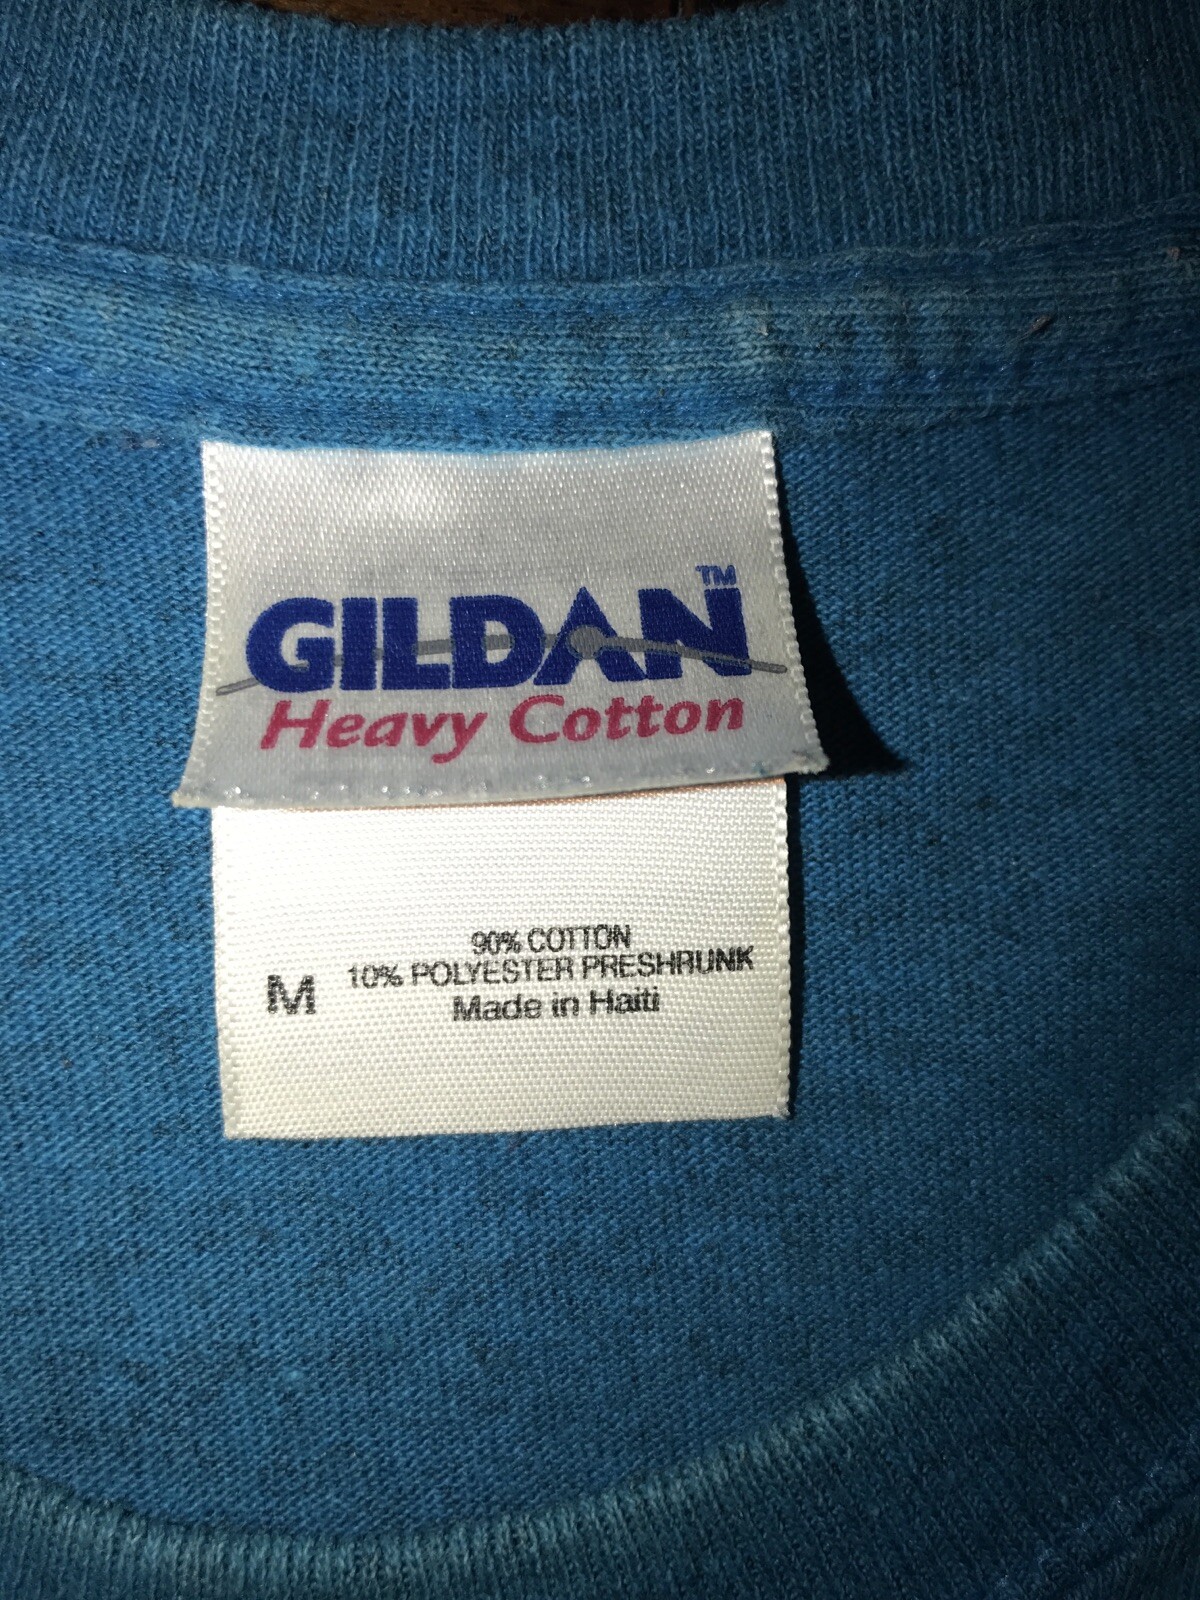 GILDAN™
Heavy Cotton
90% COTTON
M 10% POLYESTER PRESHRUNK
Made in Haiti